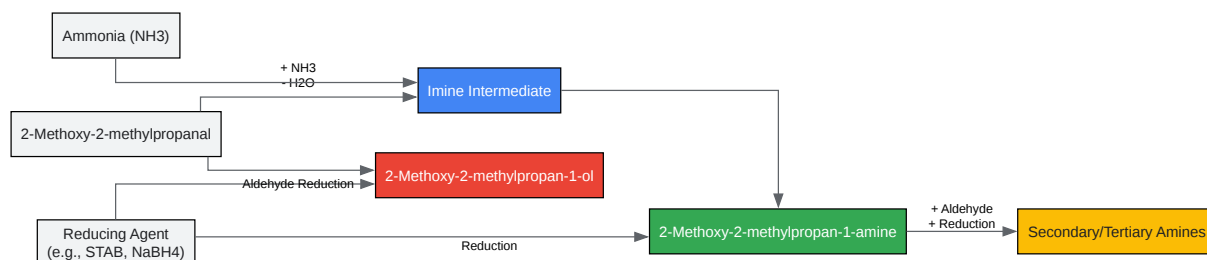 Ammonia (NH3)
+ NH3
- H2O
Imine Intermediate
2-Methoxy-2-methylpropanal
2-Methoxy-2-methylpropan-1-ol
Aldehyde Reduction
Reducing Agent
(e.g., STAB, NaBH4)
Reduction
2-Methoxy-2-methylpropan-1-amine
+ Aldehyde
+ Reduction
Secondary/Tertiary Amines